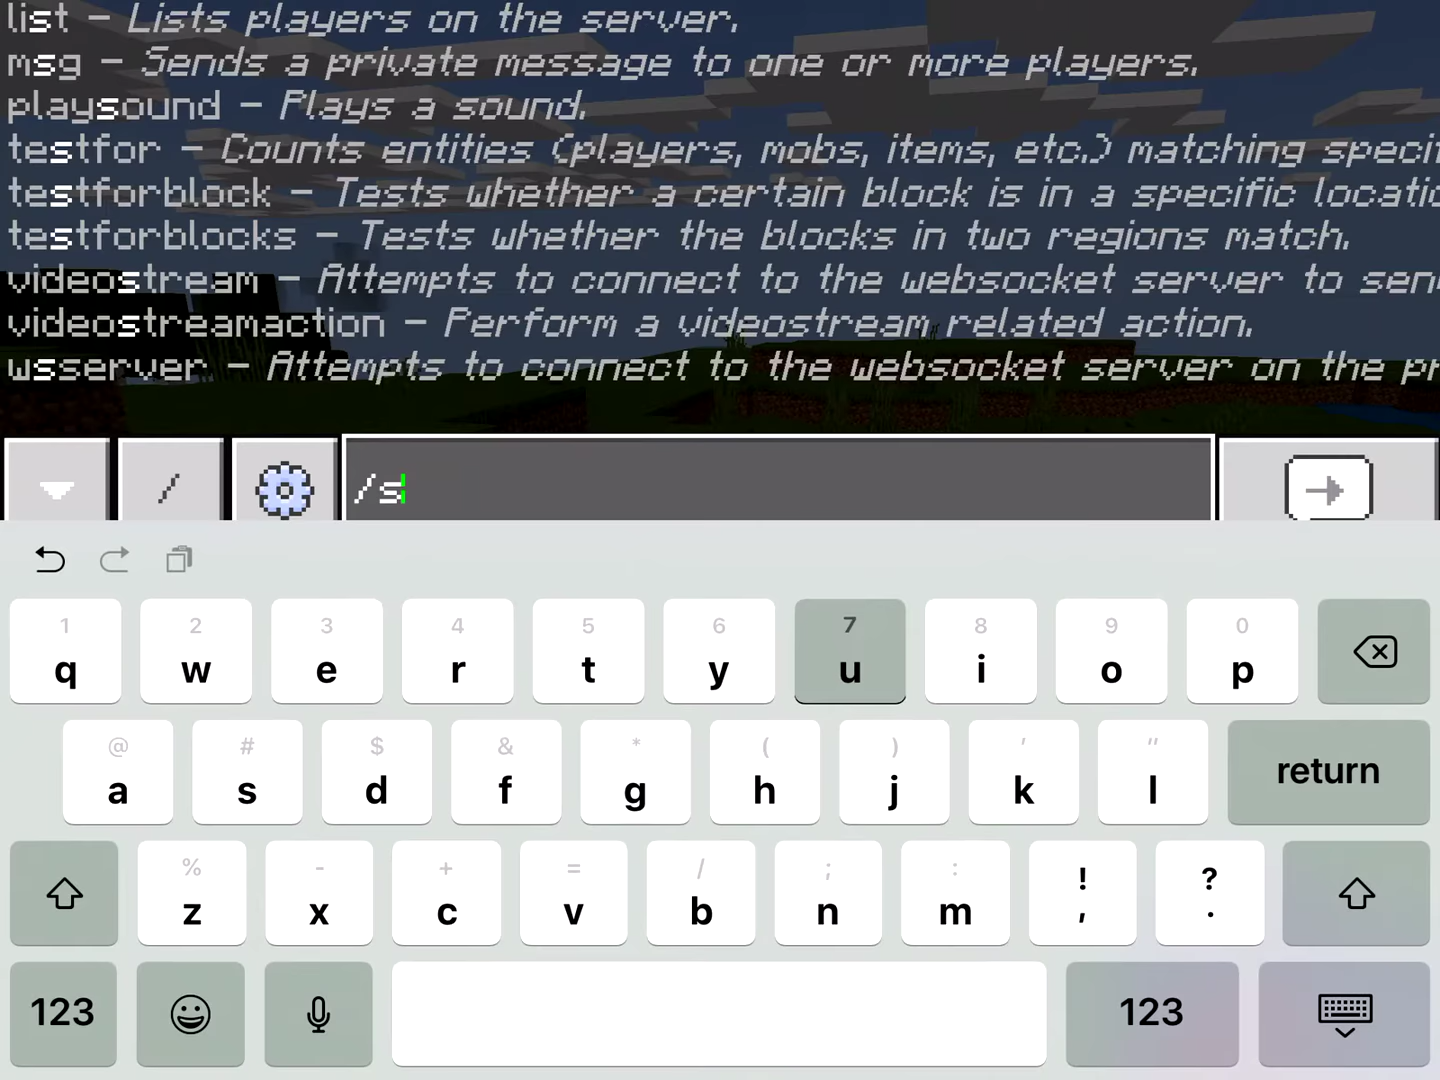 list – Lists players on the server.
msg – Sends a private message to one or more players.
playsound – Plays a sound.
testfor – Counts entities (players, mobs, items, etc.) matching
testforblock – Tests whether a certain block is in a specific
testforblocks – Tests whether the blocks in two regions match.
videostream – Attempts to connect to the websocket server to
videostreamaction – Perform a videostream related action.
wsserver – Attempts to connect to the websocket server on the
/ /s
1 2 3 4 5 6 7 8 9 0
q w e r t y u i o p
@ # $ & * ( ) ' "
a s d f g h j k l return
% - + = / ; : ! ?
z x c v b n m , .
123 123